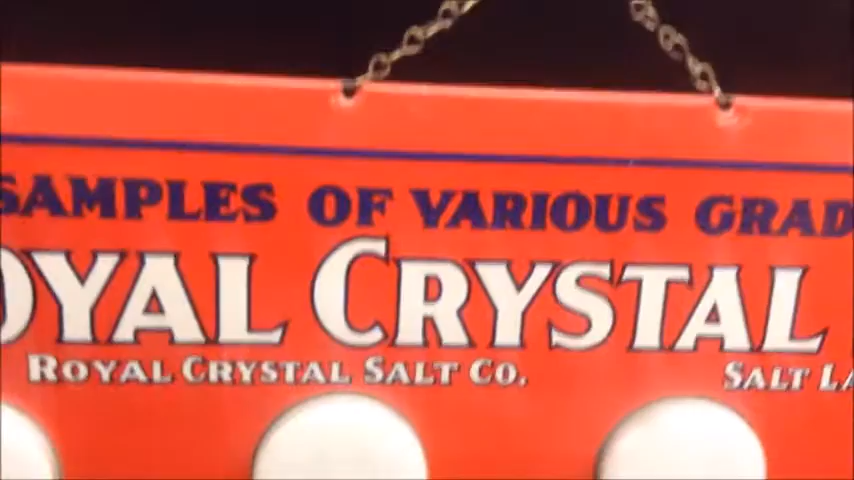 SAMPLES OF VARIOUS GRAD
OYAL CRYSTAL
ROYAL CRYSTAL SALT CO. SALT LA